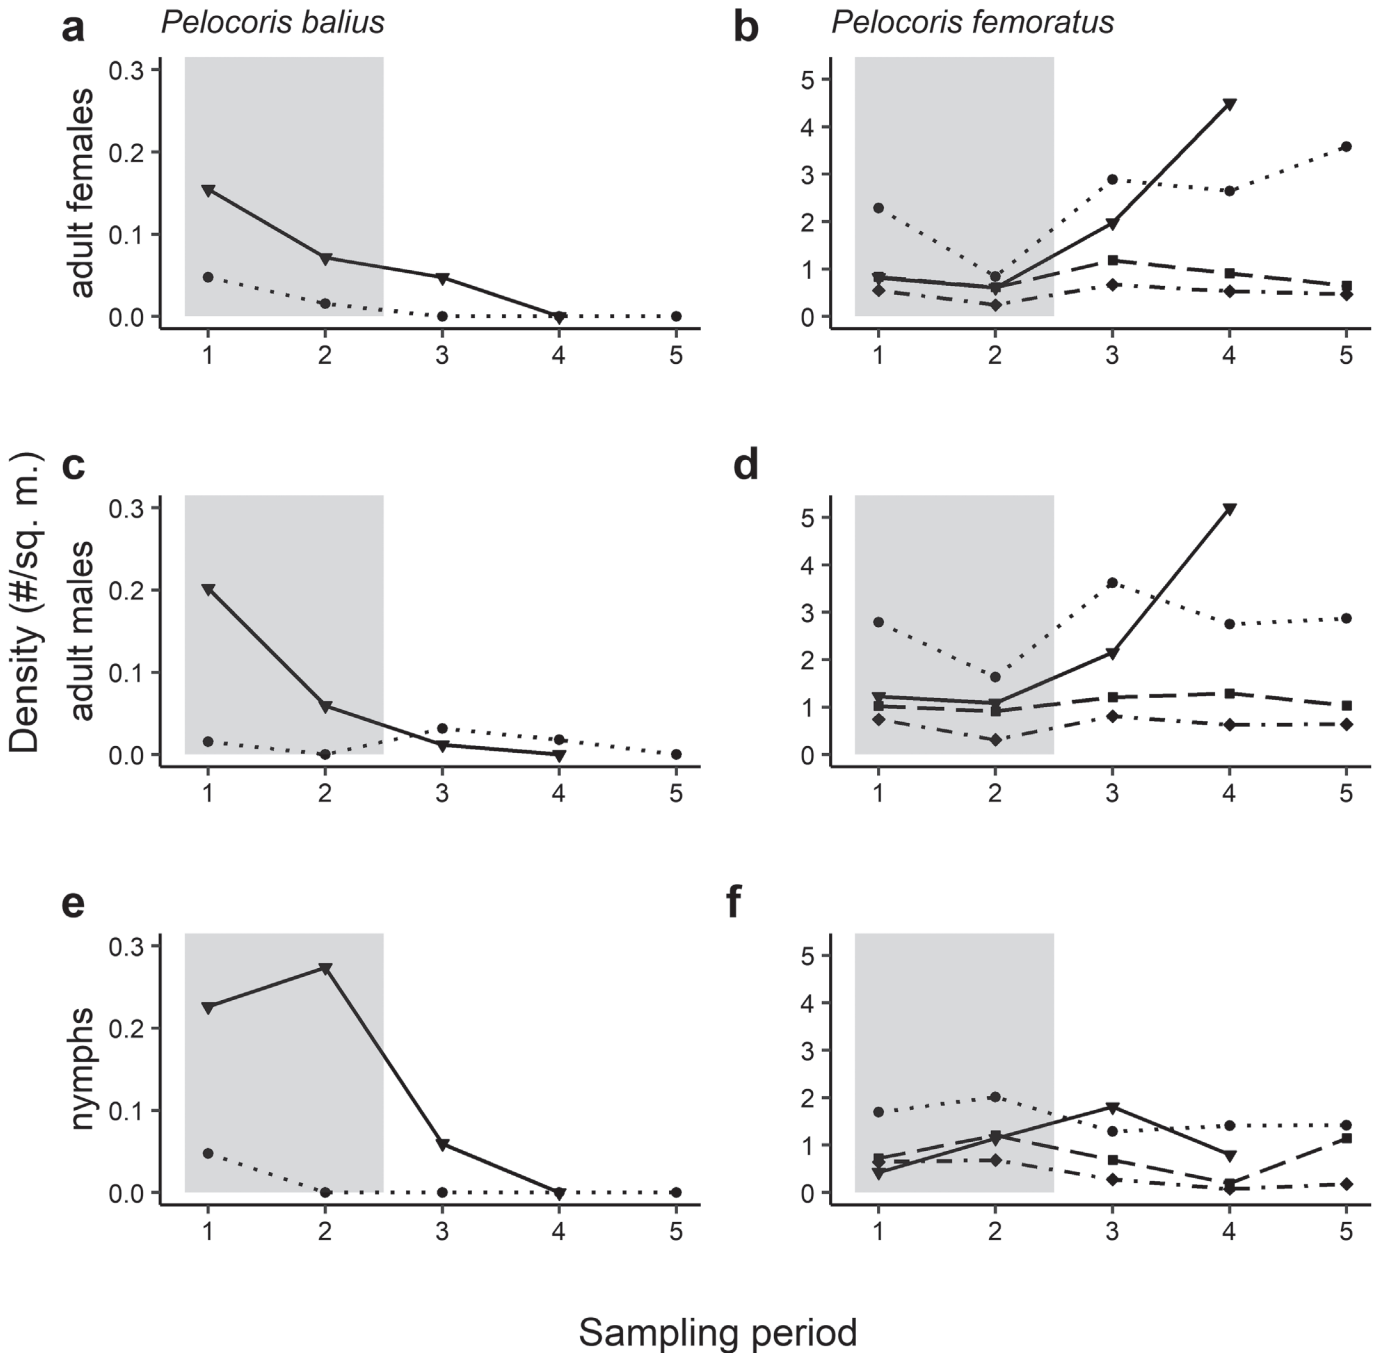 a Pelocoris balius
b Pelocoris femoratus
adult females
0.3
0.2
0.1
0.0
1 2 3 4 5
5
4
3
2
1
0
1 2 3 4 5
Density (#/sq. m.)
c
adult males
0.3
0.2
0.1
0.0
1 2 3 4 5
d
5
4
3
2
1
0
1 2 3 4 5
e
nymphs
0.3
0.2
0.1
0.0
1 2 3 4 5
f
5
4
3
2
1
0
1 2 3 4 5
Sampling period